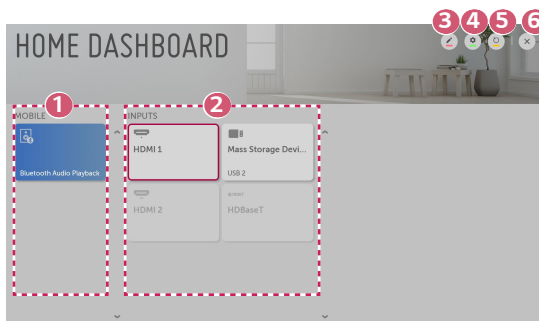 3 4 5 6
HOME DASHBOARD
1 2
MOBILE INPUTS
HDMI 1 Mass Storage Devi...
Bluetooth Audio Playback USB 2
HDMI 2 HDBaseT